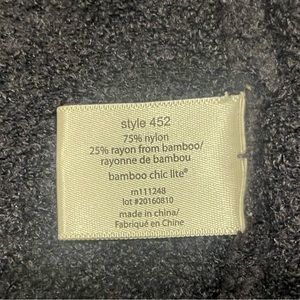 style 452
75% nylon
25% rayon from bamboo/
rayonne de bambou
bamboo chic lite®
m111248
lot #20160810
made in china/
Fabriqué en Chine